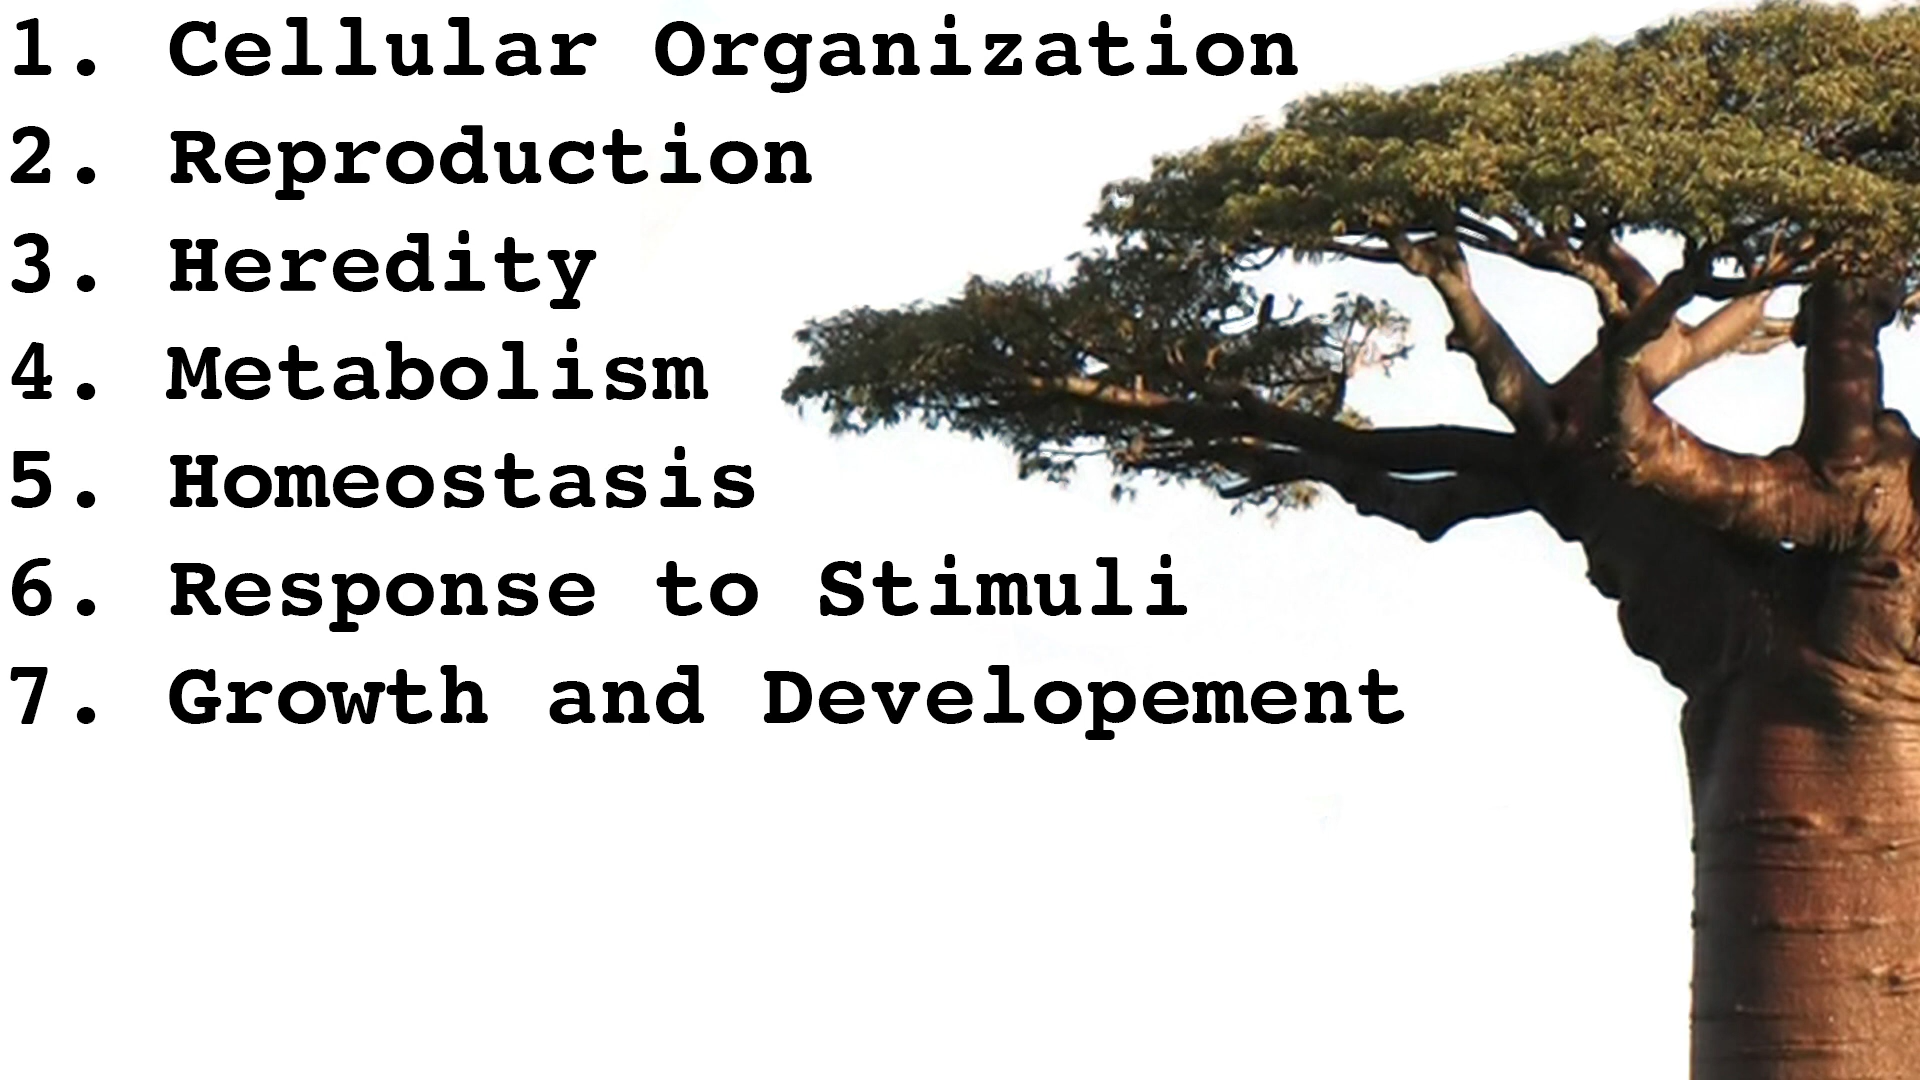 1. Cellular Organization
2. Reproduction
3. Heredity
4. Metabolism
5. Homeostasis
6. Response to Stimuli
7. Growth and Developement